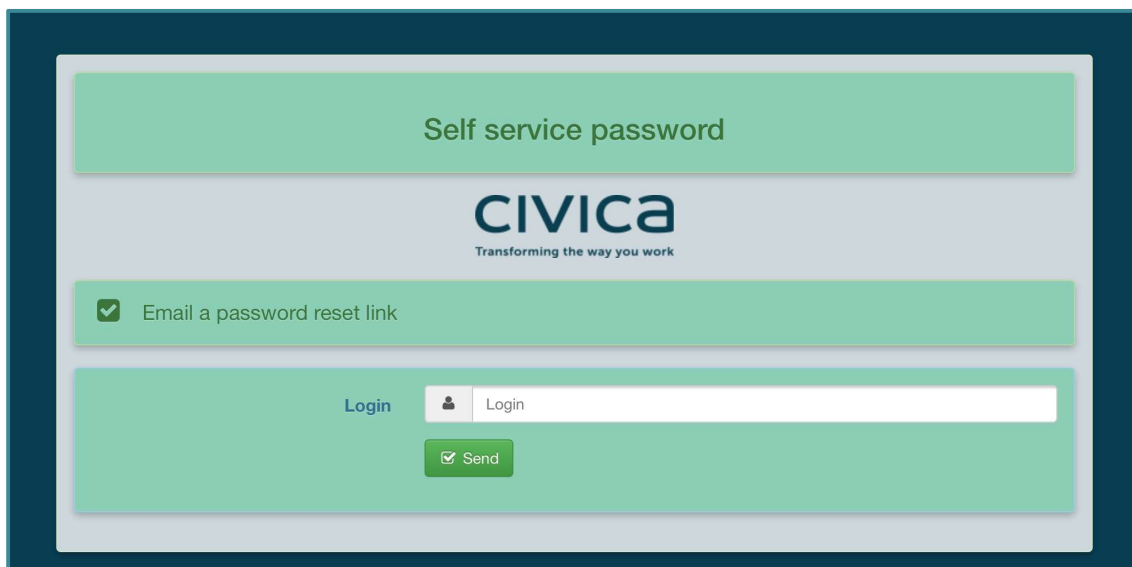 Self service password
CIVICA
Transforming the way you work
Email a password reset link
Login
Login
Send